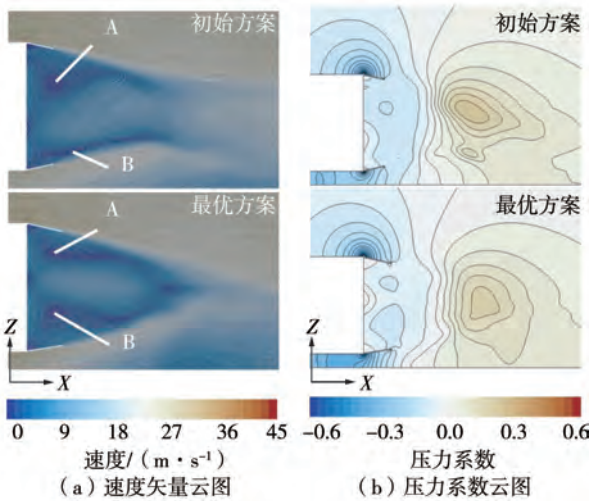 A
初始方案
B
初始方案
A
最优方案
B
Z
X
最优方案
Z
X
0 9 18 27 36 45
速度/(m·s⁻¹)
(a)速度矢量云图
-0.6 -0.3 0.0 0.3 0.6
压力系数
(b)压力系数云图